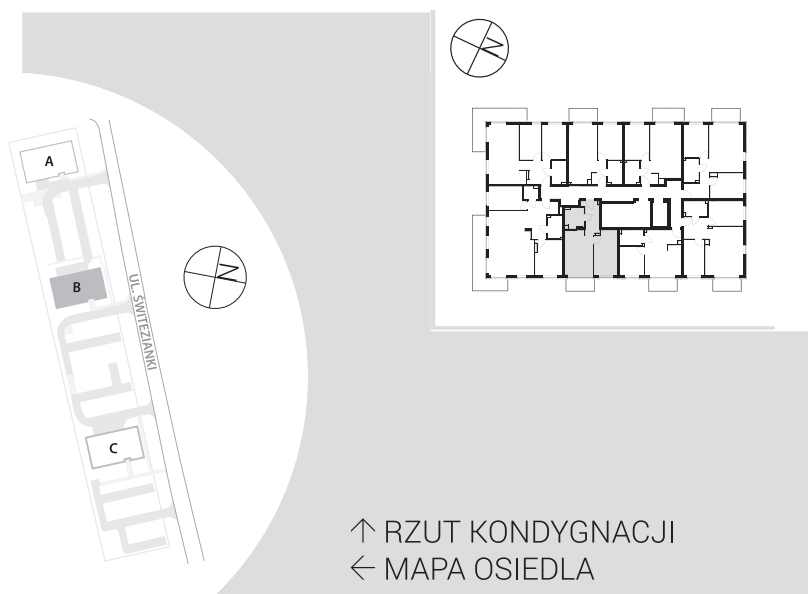 N
A
B
N
UL. ŚWITEZIANKI
C
↑ RZUT KONDYGNACJI
← MAPA OSIEDLA